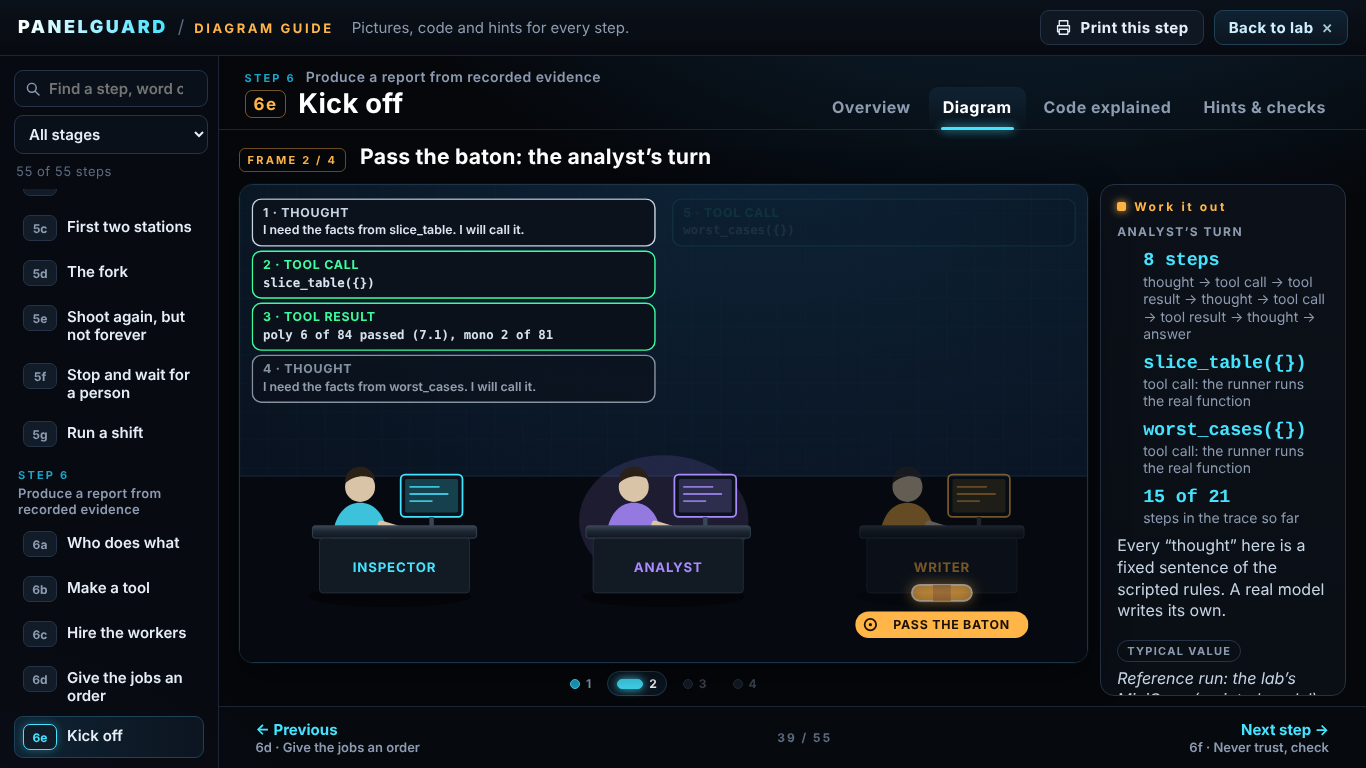 PANELGUARD / DIAGRAM GUIDE Pictures, code and hints for every step.
Print this step
Back to lab ×
Find a step, word c
All stages
55 of 55 steps
5c First two stations
5d The fork
5e Shoot again, but
not forever
5f Stop and wait for
a person
5g Run a shift
STEP 6
Produce a report from
recorded evidence
6a Who does what
6b Make a tool
6c Hire the workers
6d Give the jobs an
order
6e Kick off
STEP 6 Produce a report from recorded evidence
6e Kick off
Overview
Diagram
Code explained
Hints & checks
FRAME 2 / 4 Pass the baton: the analyst’s turn
1 · THOUGHT
I need the facts from slice_table. I will call it.
2 · TOOL CALL
slice_table({})
3 · TOOL RESULT
poly 6 of 84 passed (7.1), mono 2 of 81
4 · THOUGHT
I need the facts from worst_cases. I will call it.
5 · TOOL CALL
worst_cases({})
INSPECTOR
ANALYST
WRITER
PASS THE BATON
1 2 3 4
Work it out
ANALYST’S TURN
8 steps
thought → tool call → tool
result → thought → tool call
→ tool result → thought →
answer
slice_table({})
tool call: the runner runs
the real function
worst_cases({})
tool call: the runner runs
the real function
15 of 21
steps in the trace so far
Every “thought” here is a
fixed sentence of the
scripted rules. A real model
writes its own.
TYPICAL VALUE
Reference run: the lab’s
← Previous
6d · Give the jobs an order
39 / 55
Next step →
6f · Never trust, check